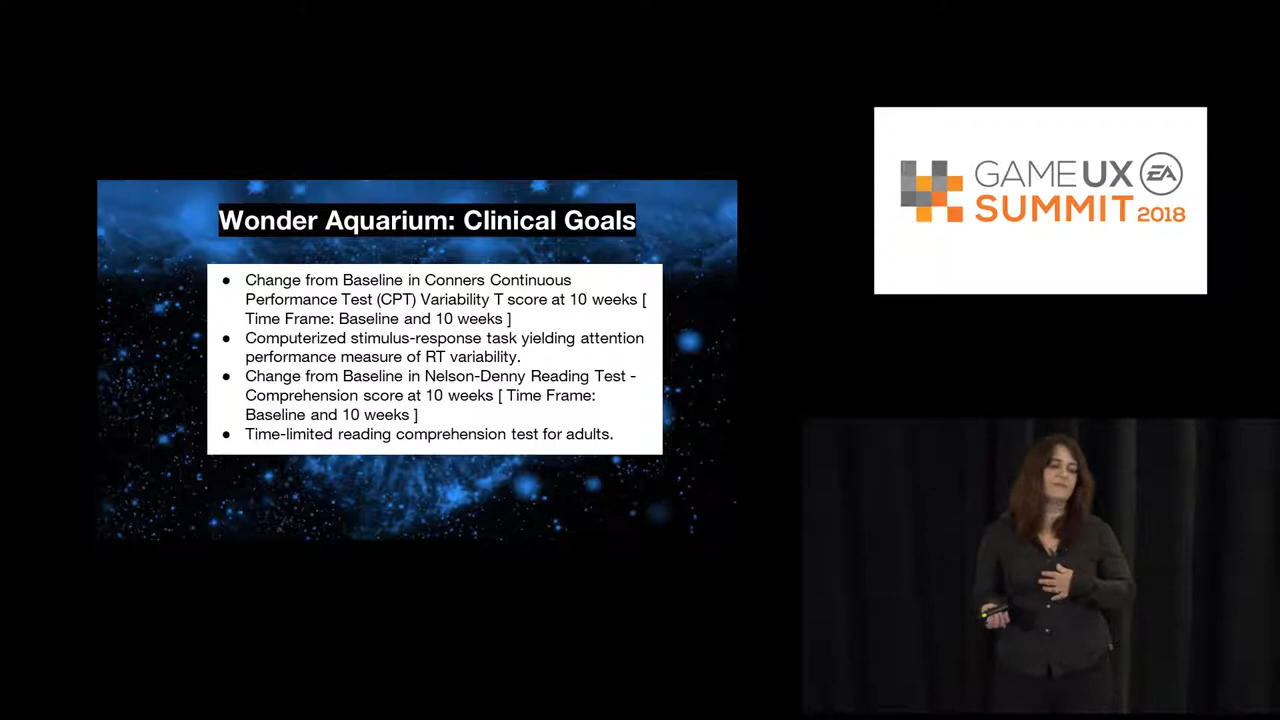 Wonder Aquarium: Clinical Goals
● Change from Baseline in Conners Continuous
Performance Test (CPT) Variability T score at 10 weeks [
Time Frame: Baseline and 10 weeks ]
● Computerized stimulus-response task yielding attention
performance measure of RT variability.
● Change from Baseline in Nelson-Denny Reading Test -
Comprehension score at 10 weeks [ Time Frame:
Baseline and 10 weeks ]
● Time-limited reading comprehension test for adults.
GAMEUX EA
SUMMIT 2018